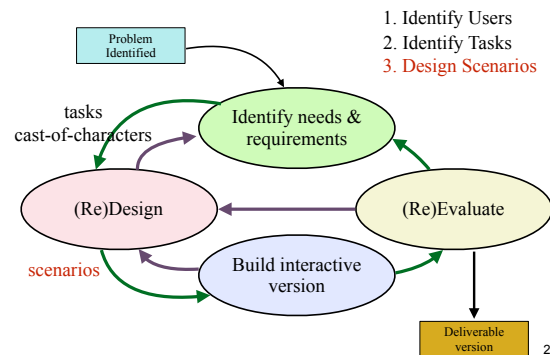 Problem
Identified
1. Identify Users
2. Identify Tasks
3. Design Scenarios
tasks
cast-of-characters
Identify needs &
requirements
(Re)Design
(Re)Evaluate
scenarios
Build interactive
version
Deliverable
version
2